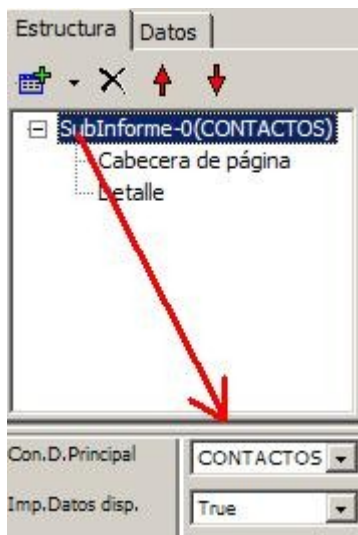 Estructura Datos
SubInforme-0(CONTACTOS)
Cabecera de página
Detalle
Con.D.Principal CONTACTOS
Imp.Datos disp. True